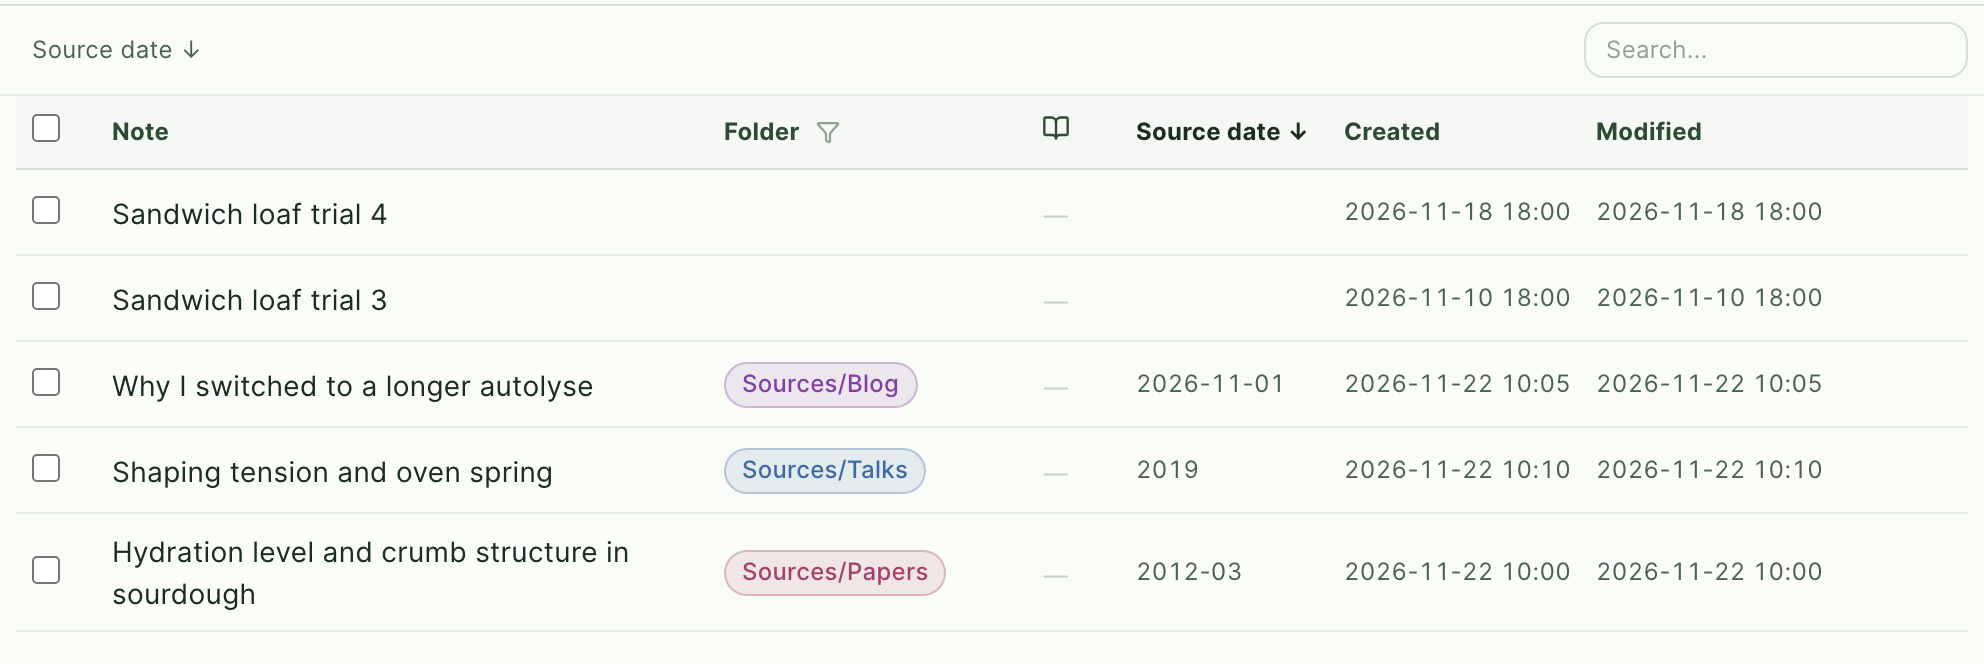 Source date ↓
Search...
Note Folder Source date ↓ Created Modified
Sandwich loaf trial 4 — 2026-11-18 18:00 2026-11-18 18:00
Sandwich loaf trial 3 — 2026-11-10 18:00 2026-11-10 18:00
Why I switched to a longer autolyse Sources/Blog — 2026-11-01 2026-11-22 10:05 2026-11-22 10:05
Shaping tension and oven spring Sources/Talks — 2019 2026-11-22 10:10 2026-11-22 10:10
Hydration level and crumb structure in
sourdough Sources/Papers — 2012-03 2026-11-22 10:00 2026-11-22 10:00